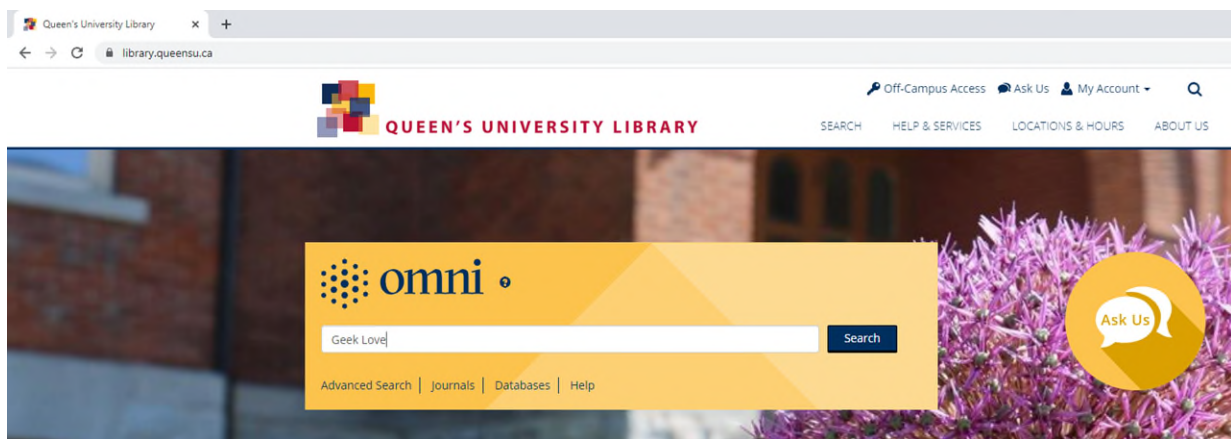 Queen's University Library
library.queensu.ca
Off-Campus Access Ask Us My Account
QUEEN'S UNIVERSITY LIBRARY
SEARCH HELP & SERVICES LOCATIONS & HOURS ABOUT US
omni ?
Geek Love Search
Ask Us
Advanced Search | Journals | Databases | Help